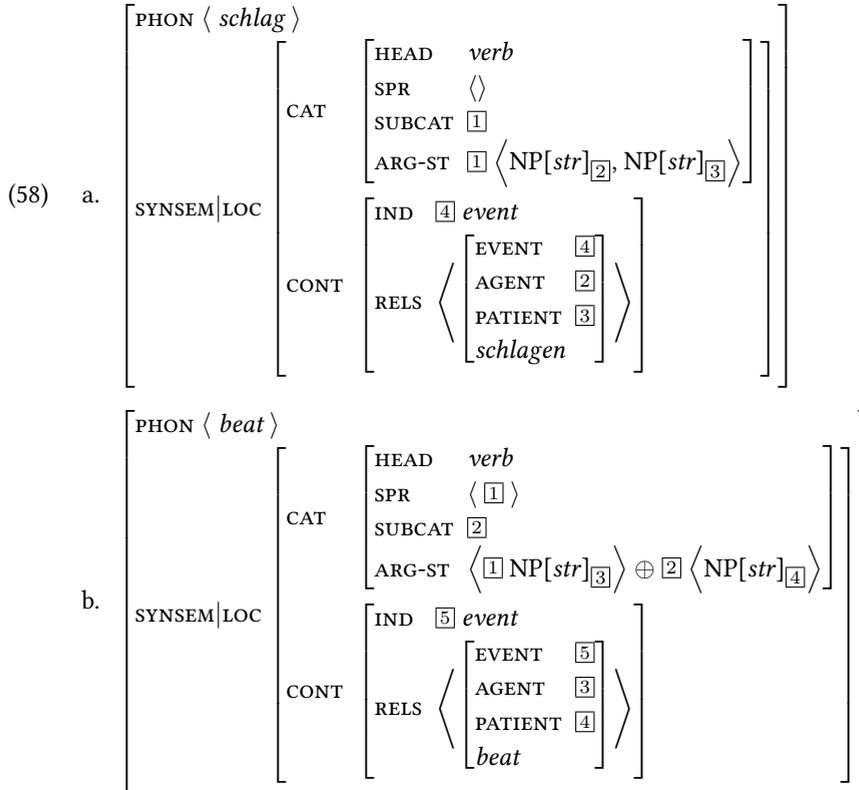 PHON ⟨ schlag ⟩
HEAD verb
SPR ⟨⟩
CAT
SUBCAT 1
ARG-ST 1 ⟨NP[str]2, NP[str]3⟩
(58) a.
SYNSEM|LOC
IND 4 event
EVENT 4
AGENT 2
CONT
RELS
PATIENT 3
schlagen
PHON ⟨ beat ⟩
HEAD verb
SPR ⟨ 1 ⟩
CAT
SUBCAT 2
ARG-ST ⟨1 NP[str]3⟩ ⊕ 2 ⟨NP[str]4⟩
b.
SYNSEM|LOC
IND 5 event
EVENT 5
AGENT 3
CONT
RELS
PATIENT 4
beat